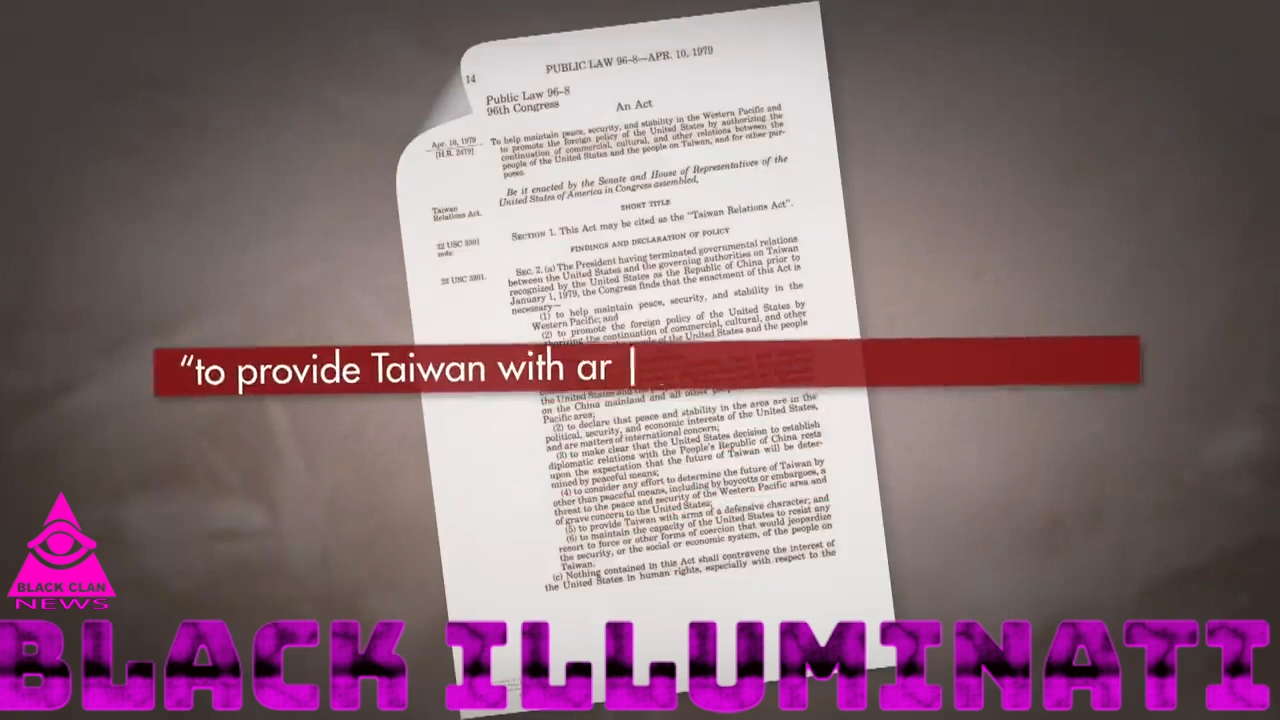 14
PUBLIC LAW 96-8—APR. 10, 1979
Public Law 96-8
96th Congress
An Act
Apr. 10, 1979
[H.R. 2479]
To help maintain peace, security, and stability in the Western Pacific and
to promote the foreign policy of the United States by authorizing the
continuation of commercial, cultural, and other relations between the
people of the United States and the people on Taiwan, and for other pur-
poses.
Be it enacted by the Senate and House of Representatives of the
United States of America in Congress assembled,
Taiwan
Relations Act.
SHORT TITLE
22 USC 3301
note.
SECTION 1. This Act may be cited as the “Taiwan Relations Act”.
FINDINGS AND DECLARATION OF POLICY
22 USC 3301.
SEC. 2. (a) The President having terminated governmental relations
between the United States and the governing authorities on Taiwan
recognized by the United States as the Republic of China prior to
January 1, 1979, the Congress finds that the enactment of this Act is
necessary—
(1) to help maintain peace, security, and stability in the
Western Pacific; and
(2) to promote the foreign policy of the United States by
authorizing the continuation of commercial, cultural, and other
people of the United States and the people
“to provide Taiwan with ar
the United States and the
on the China mainland and all other
Pacific area;
(2) to declare that peace and stability in the area are in the
political, security, and economic interests of the United States,
and are matters of international concern;
(3) to make clear that the United States decision to establish
diplomatic relations with the People's Republic of China rests
upon the expectation that the future of Taiwan will be deter-
mined by peaceful means;
(4) to consider any effort to determine the future of Taiwan by
other than peaceful means, including by boycotts or embargoes, a
threat to the peace and security of the Western Pacific area and
of grave concern to the United States;
(5) to provide Taiwan with arms of a defensive character; and
(6) to maintain the capacity of the United States to resist any
resort to force or other forms of coercion that would jeopardize
the security, or the social or economic system, of the people on
Taiwan.
(c) Nothing contained in this Act shall contravene the interest of
the United States in human rights, especially with respect to the
BLACK CLAN
NEWS
BLACK ILLUMINATI